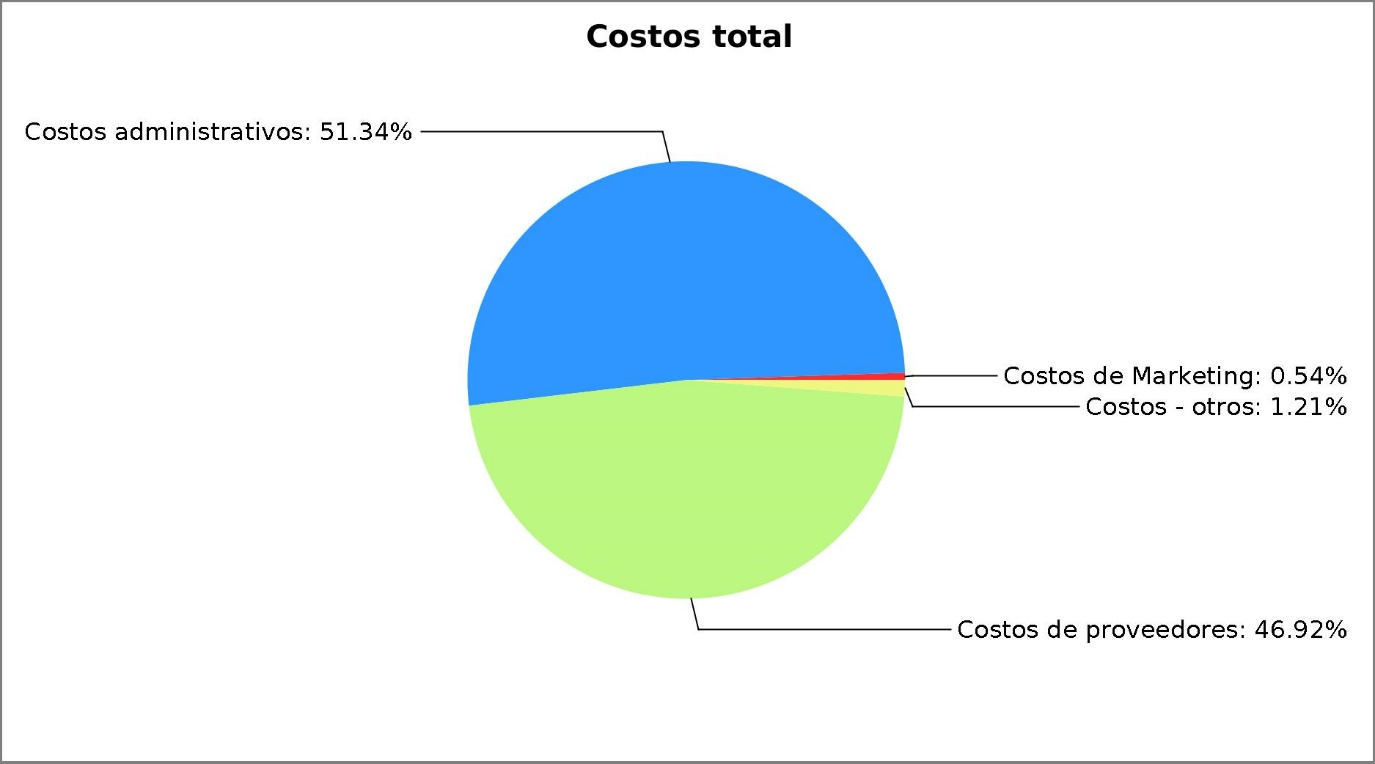 Costos total
Costos administrativos: 51.34%
Costos de Marketing: 0.54%
Costos - otros: 1.21%
Costos de proveedores: 46.92%